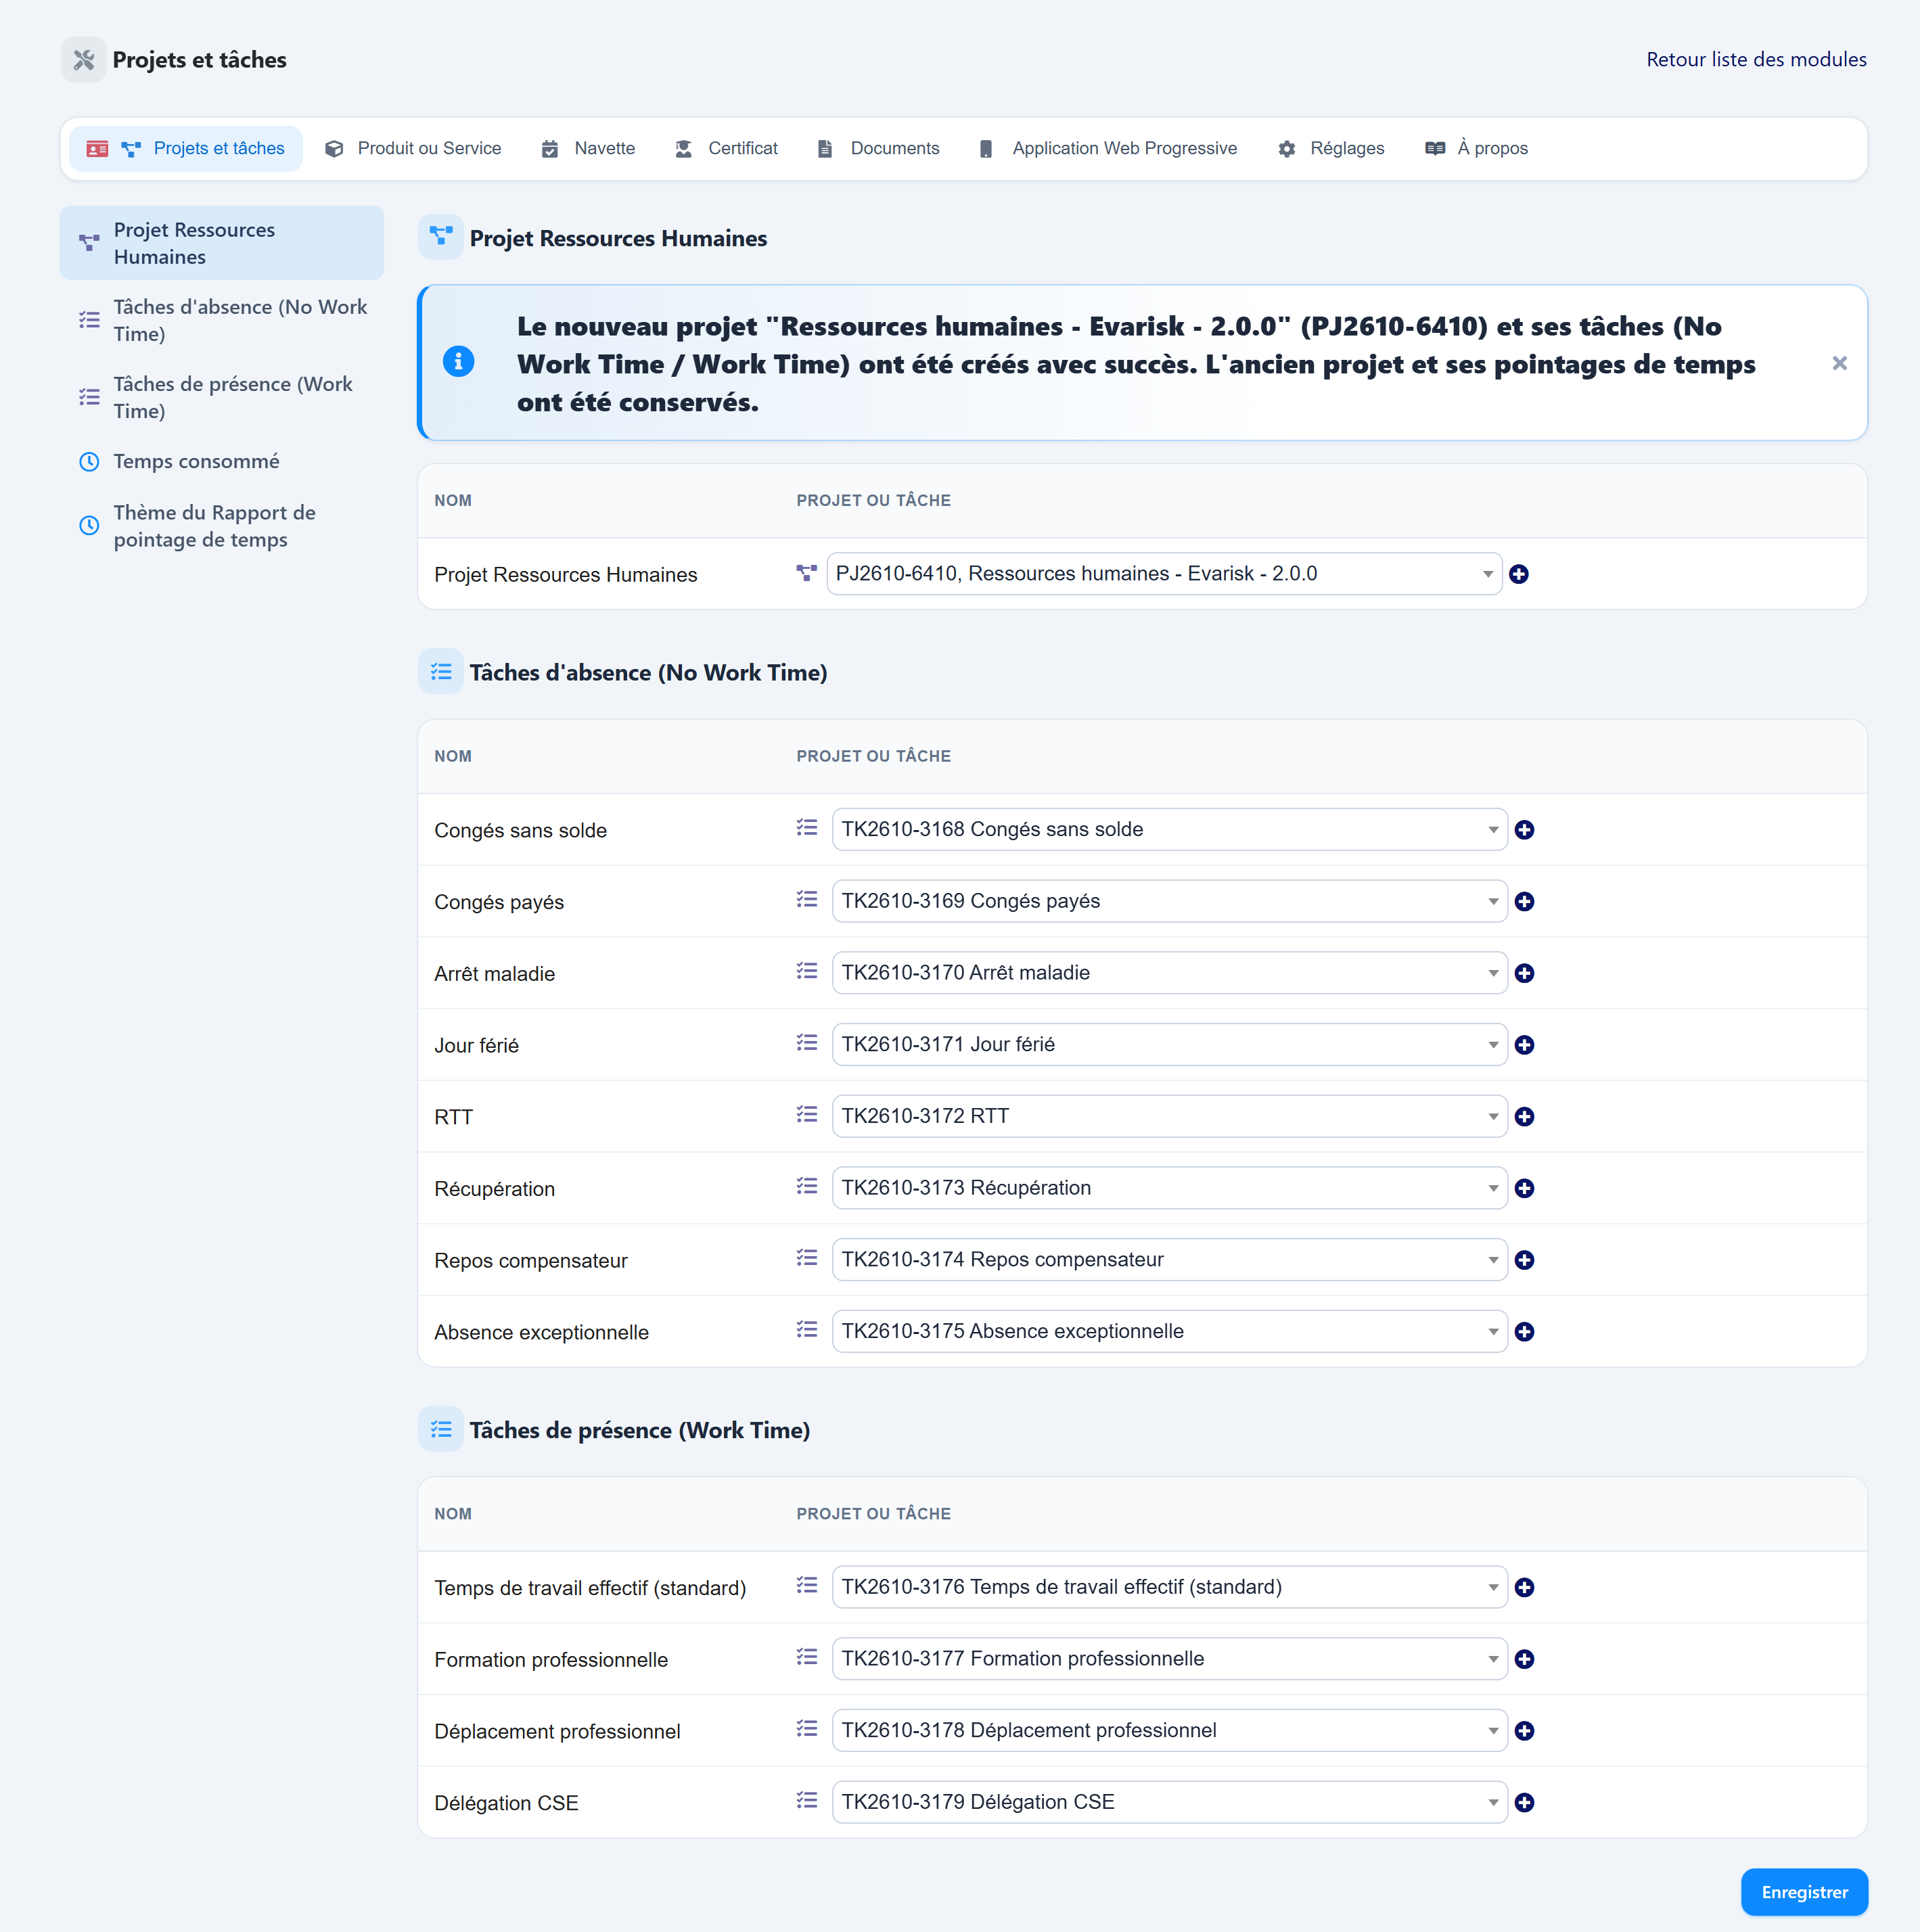 Projets et tâches
Retour liste des modules
Projets et tâches
Produit ou Service
Navette
Certificat
Documents
Application Web Progressive
Réglages
À propos
Projet Ressources
Humaines
Tâches d'absence (No Work
Time)
Tâches de présence (Work
Time)
Temps consommé
Thème du Rapport de
pointage de temps
Projet Ressources Humaines
Le nouveau projet "Ressources humaines - Evarisk - 2.0.0" (PJ2610-6410) et ses tâches (No
Work Time / Work Time) ont été créés avec succès. L'ancien projet et ses pointages de temps
ont été conservés.
NOM
PROJET OU TÂCHE
Projet Ressources Humaines
PJ2610-6410, Ressources humaines - Evarisk - 2.0.0
Tâches d'absence (No Work Time)
NOM
PROJET OU TÂCHE
Congés sans solde
TK2610-3168 Congés sans solde
Congés payés
TK2610-3169 Congés payés
Arrêt maladie
TK2610-3170 Arrêt maladie
Jour férié
TK2610-3171 Jour férié
RTT
TK2610-3172 RTT
Récupération
TK2610-3173 Récupération
Repos compensateur
TK2610-3174 Repos compensateur
Absence exceptionnelle
TK2610-3175 Absence exceptionnelle
Tâches de présence (Work Time)
NOM
PROJET OU TÂCHE
Temps de travail effectif (standard)
TK2610-3176 Temps de travail effectif (standard)
Formation professionnelle
TK2610-3177 Formation professionnelle
Déplacement professionnel
TK2610-3178 Déplacement professionnel
Délégation CSE
TK2610-3179 Délégation CSE
Enregistrer